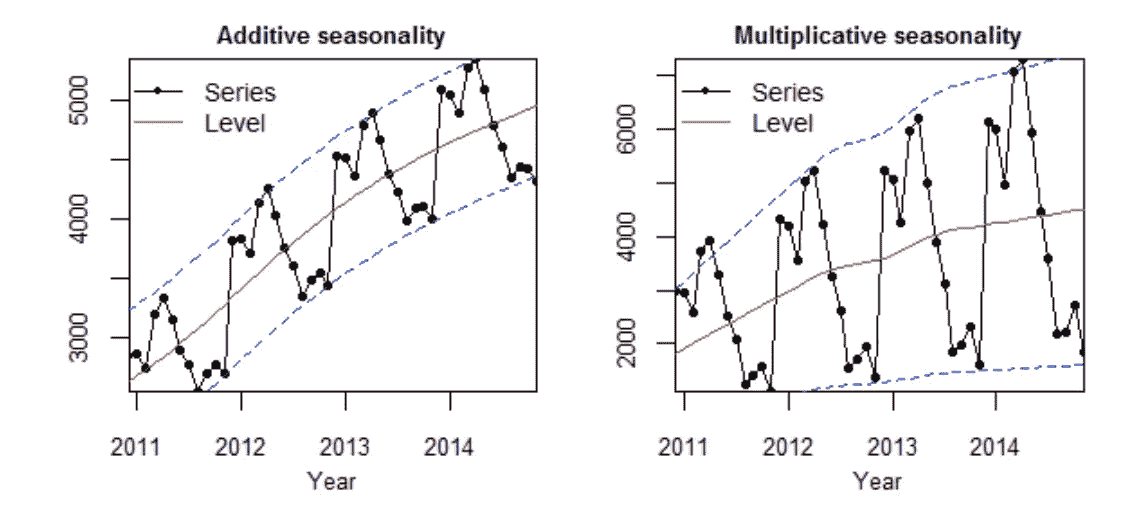 Additive seasonality
Series
Level
5000
4000
3000
2011 2012 2013 2014
Year
Multiplicative seasonality
Series
Level
6000
4000
2000
2011 2012 2013 2014
Year